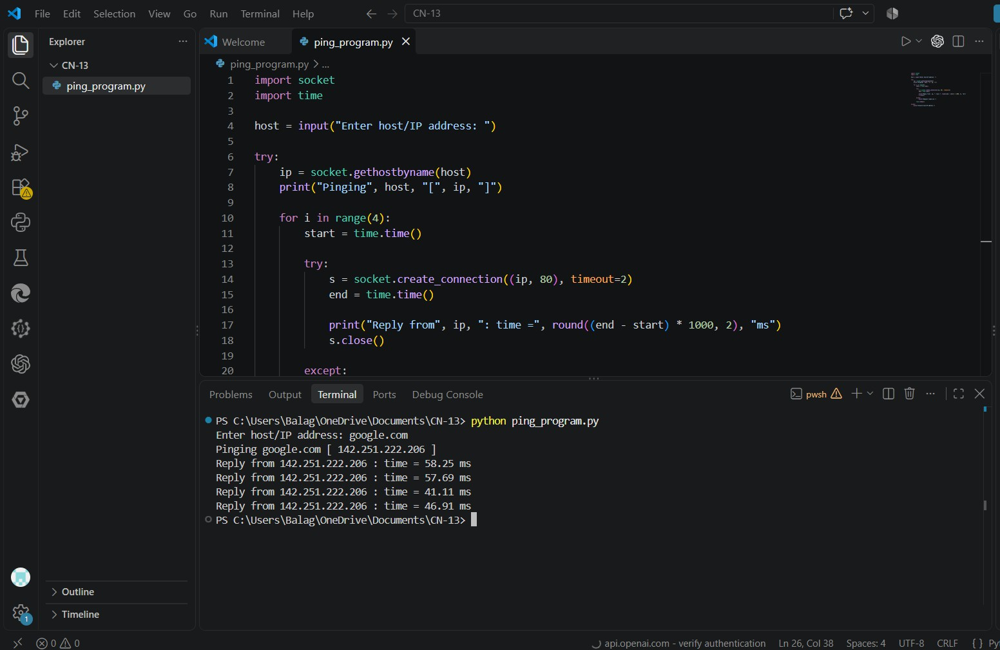 File Edit Selection View Go Run Terminal Help CN-13
Explorer
Welcome ping_program.py
CN-13
ping_program.py
ping_program.py > ...
1 import socket
2 import time
3
4 host = input("Enter host/IP address: ")
5
6 try:
7 ip = socket.gethostbyname(host)
8 print("Pinging", host, "[", ip, "]")
9
10 for i in range(4):
11 start = time.time()
12
13 try:
14 s = socket.create_connection((ip, 80), timeout=2)
15 end = time.time()
16
17 print("Reply from", ip, ": time =", round((end - start) * 1000, 2), "ms")
18 s.close()
19
20 except:
Problems Output Terminal Ports Debug Console pwsh
PS C:\Users\Balag\OneDrive\Documents\CN-13> python ping_program.py
Enter host/IP address: google.com
Pinging google.com [ 142.251.222.206 ]
Reply from 142.251.222.206 : time = 58.25 ms
Reply from 142.251.222.206 : time = 57.69 ms
Reply from 142.251.222.206 : time = 41.11 ms
Reply from 142.251.222.206 : time = 46.91 ms
PS C:\Users\Balag\OneDrive\Documents\CN-13>
Outline
Timeline
1
0 0 api.openai.com - verify authentication Ln 26, Col 38 Spaces: 4 UTF-8 CRLF { } Py